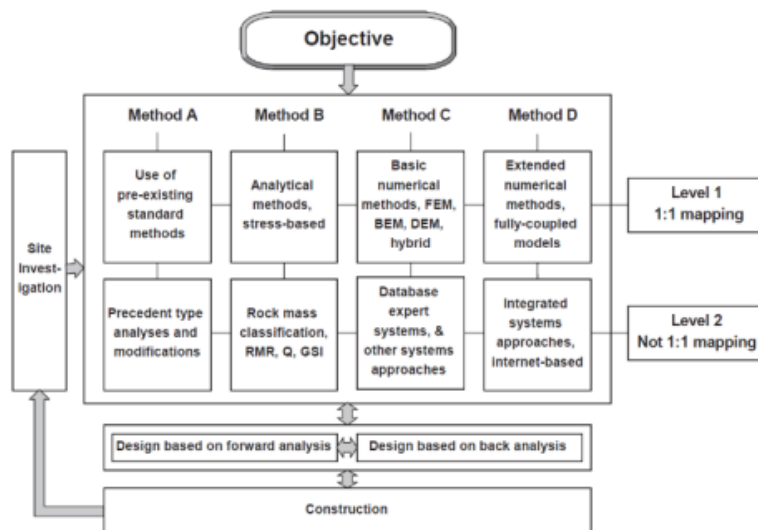 Objective
Method A
Method B
Method C
Method D
Use of
pre-existing
standard
methods
Analytical
methods,
stress-based
Basic
numerical
methods, FEM,
BEM, DEM,
hybrid
Extended
numerical
methods,
fully-coupled
models
Level 1
1:1 mapping
Site
Invest-
igation
Precedent type
analyses and
modifications
Rock mass
classification,
RMR, Q, GSI
Database
expert
systems, &
other systems
approaches
Integrated
systems
approaches,
internet-based
Level 2
Not 1:1 mapping
Design based on forward analysis
Design based on back analysis
Construction